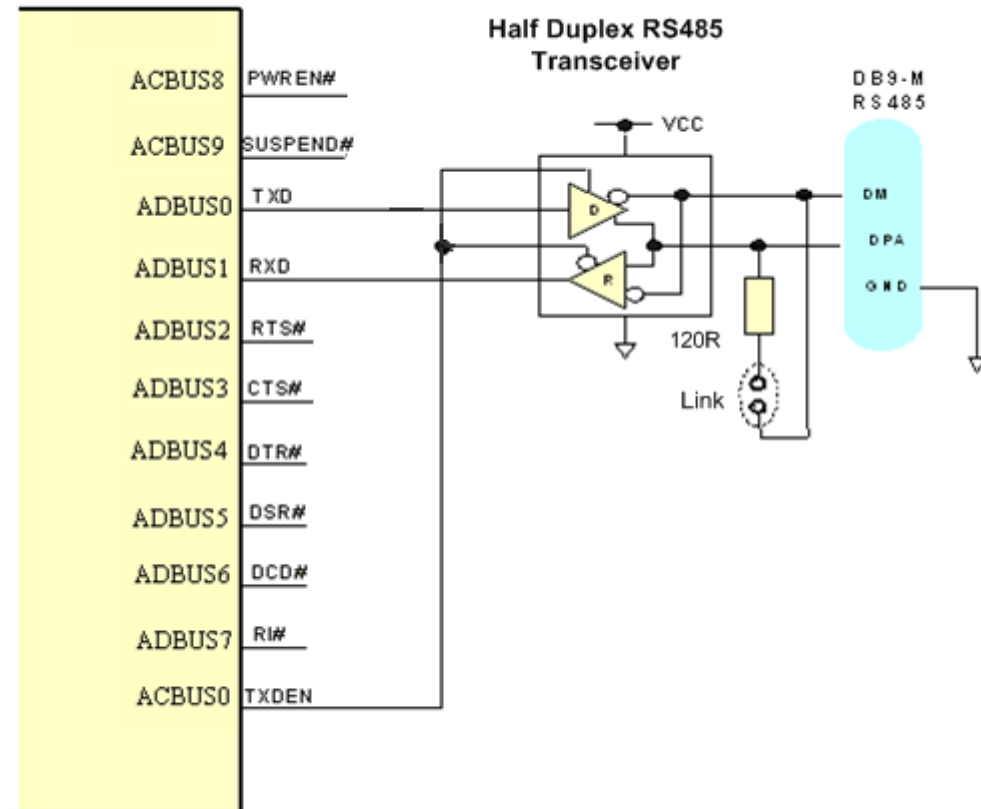 Half Duplex RS485
Transceiver
DB9-M
RS485
VCC
ACBUS8 PWREN#
ACBUS9 SUSPEND#
ADBUS0 TXD
ADBUS1 RXD
ADBUS2 RTS#
ADBUS3 CTS#
ADBUS4 DTR#
ADBUS5 DSR#
ADBUS6 DCD#
ADBUS7 RI#
ACBUS0 TXDEN
D
R
DM
DPA
GND
120R
Link